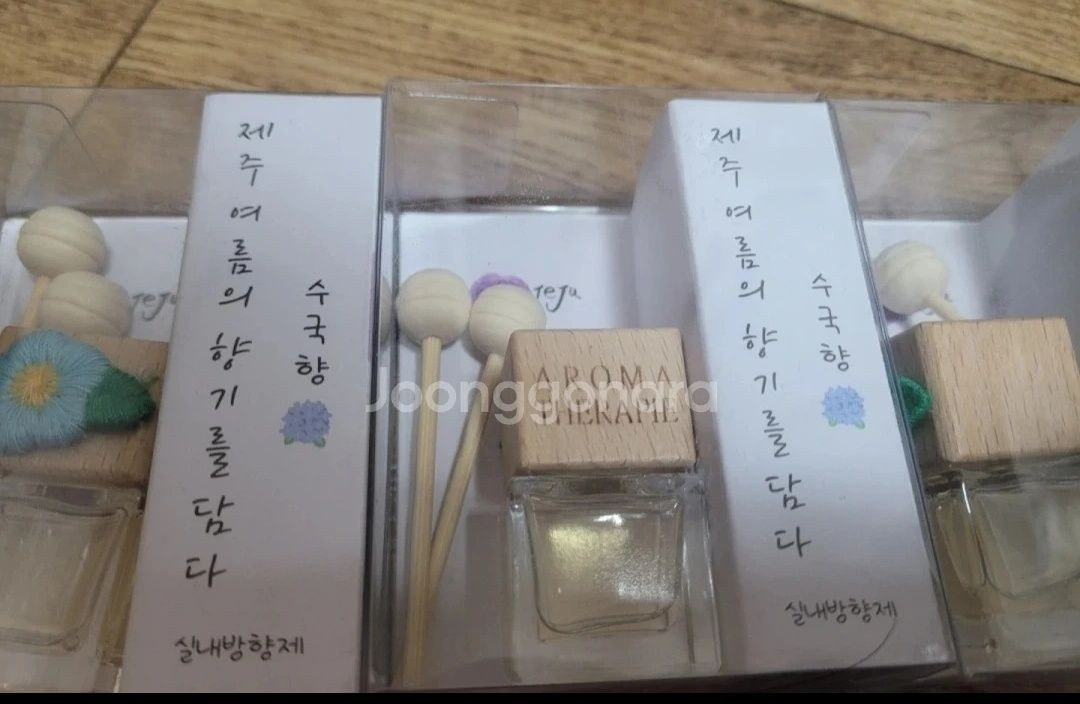 제주 여름의 향기를 담다
수국향
실내방향제
jeju
AROMA
THERAPIE
제주 여름의 향기를 담다
수국향
실내방향제
jeju
Joonggonara